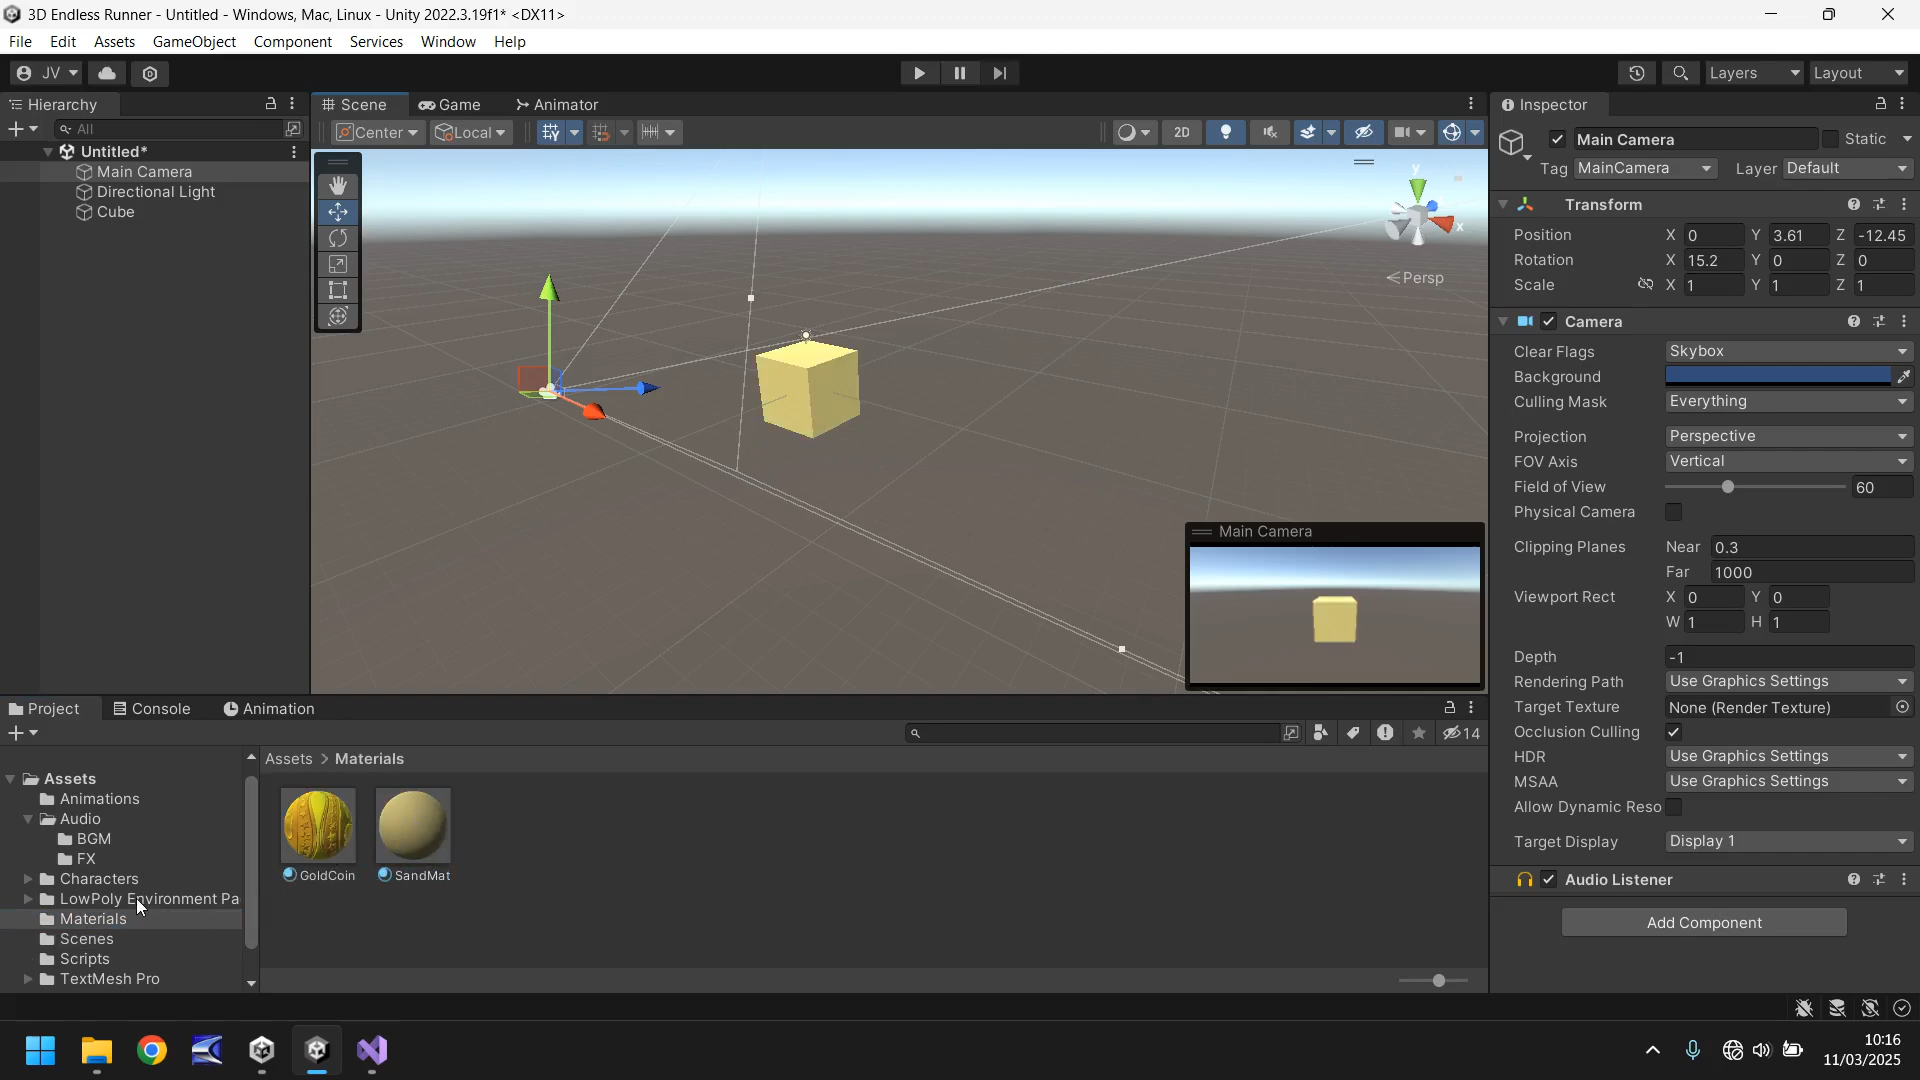 3D Endless Runner - Untitled - Windows, Mac, Linux - Unity 2022.3.19f1* <DX11>
File Edit Assets GameObject Component Services Window Help
JV Layers Layout
Hierarchy
All
Untitled*
Main Camera
Directional Light
Cube
Scene Game Animator
Center Local 2D
y
x
Persp
Main Camera
Inspector
Main Camera Static
Tag MainCamera Layer Default
Transform
Position X 0 Y 3.61 Z -12.45
Rotation X 15.2 Y 0 Z 0
Scale X 1 Y 1 Z 1
Camera
Clear Flags Skybox
Background
Culling Mask Everything
Projection Perspective
FOV Axis Vertical
Field of View 60
Physical Camera
Clipping Planes Near 0.3
Far 1000
Viewport Rect X 0 Y 0
W 1 H 1
Depth -1
Rendering Path Use Graphics Settings
Target Texture None (Render Texture)
Occlusion Culling
HDR Use Graphics Settings
MSAA Use Graphics Settings
Allow Dynamic Reso
Target Display Display 1
Audio Listener
Add Component
Project Console Animation
14
Assets
Animations
Audio
BGM
FX
Characters
LowPoly Environment Pa
Materials
Scenes
Scripts
TextMesh Pro
Assets > Materials
GoldCoin SandMat
10:16
11/03/2025